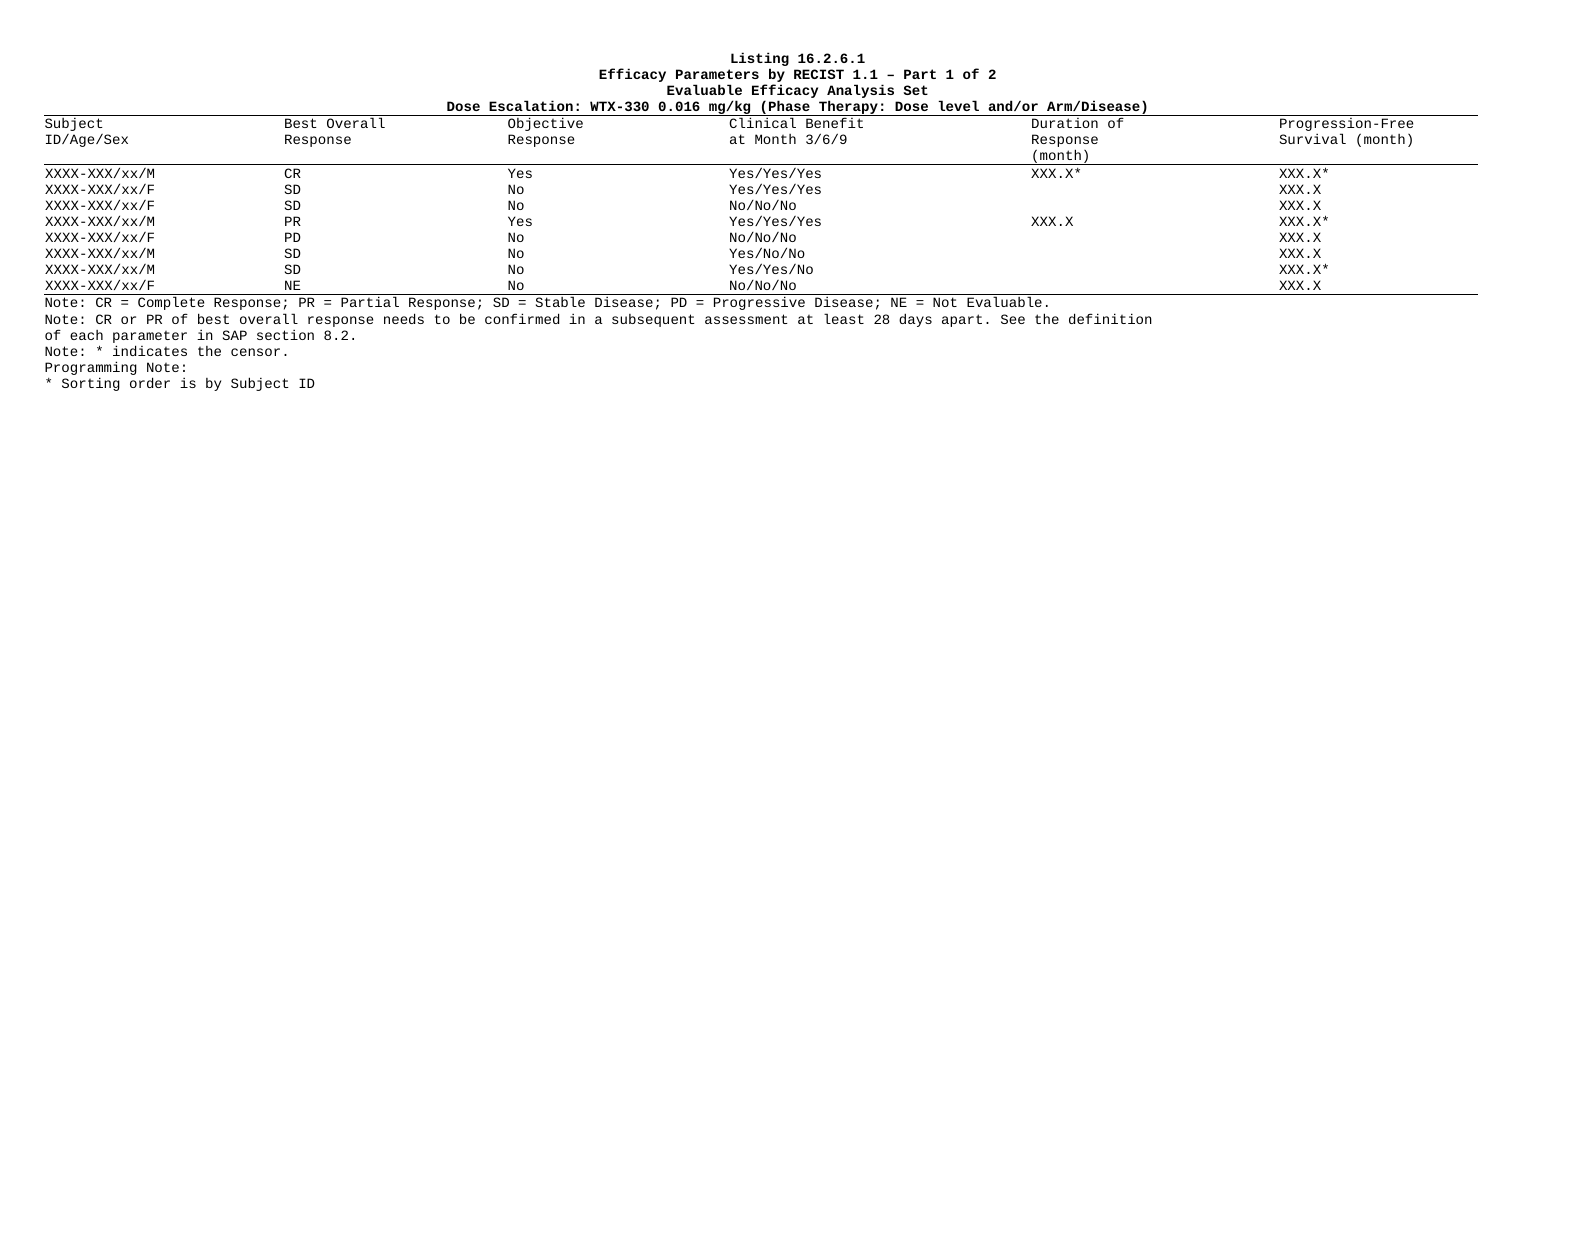 Listing 16.2.6.1
Efficacy Parameters by RECIST 1.1 – Part 1 of 2
Evaluable Efficacy Analysis Set
Dose Escalation: WTX-330 0.016 mg/kg (Phase Therapy: Dose level and/or Arm/Disease)
Subject Best Overall Objective Clinical Benefit Duration of Progression-Free
ID/Age/Sex Response Response at Month 3/6/9 Response Survival (month)
(month)
XXXX-XXX/xx/M CR Yes Yes/Yes/Yes XXX.X* XXX.X*
XXXX-XXX/xx/F SD No Yes/Yes/Yes XXX.X
XXXX-XXX/xx/F SD No No/No/No XXX.X
XXXX-XXX/xx/M PR Yes Yes/Yes/Yes XXX.X XXX.X*
XXXX-XXX/xx/F PD No No/No/No XXX.X
XXXX-XXX/xx/M SD No Yes/No/No XXX.X
XXXX-XXX/xx/M SD No Yes/Yes/No XXX.X*
XXXX-XXX/xx/F NE No No/No/No XXX.X
Note: CR = Complete Response; PR = Partial Response; SD = Stable Disease; PD = Progressive Disease; NE = Not Evaluable.
Note: CR or PR of best overall response needs to be confirmed in a subsequent assessment at least 28 days apart. See the definition
of each parameter in SAP section 8.2.
Note: * indicates the censor.
Programming Note:
* Sorting order is by Subject ID